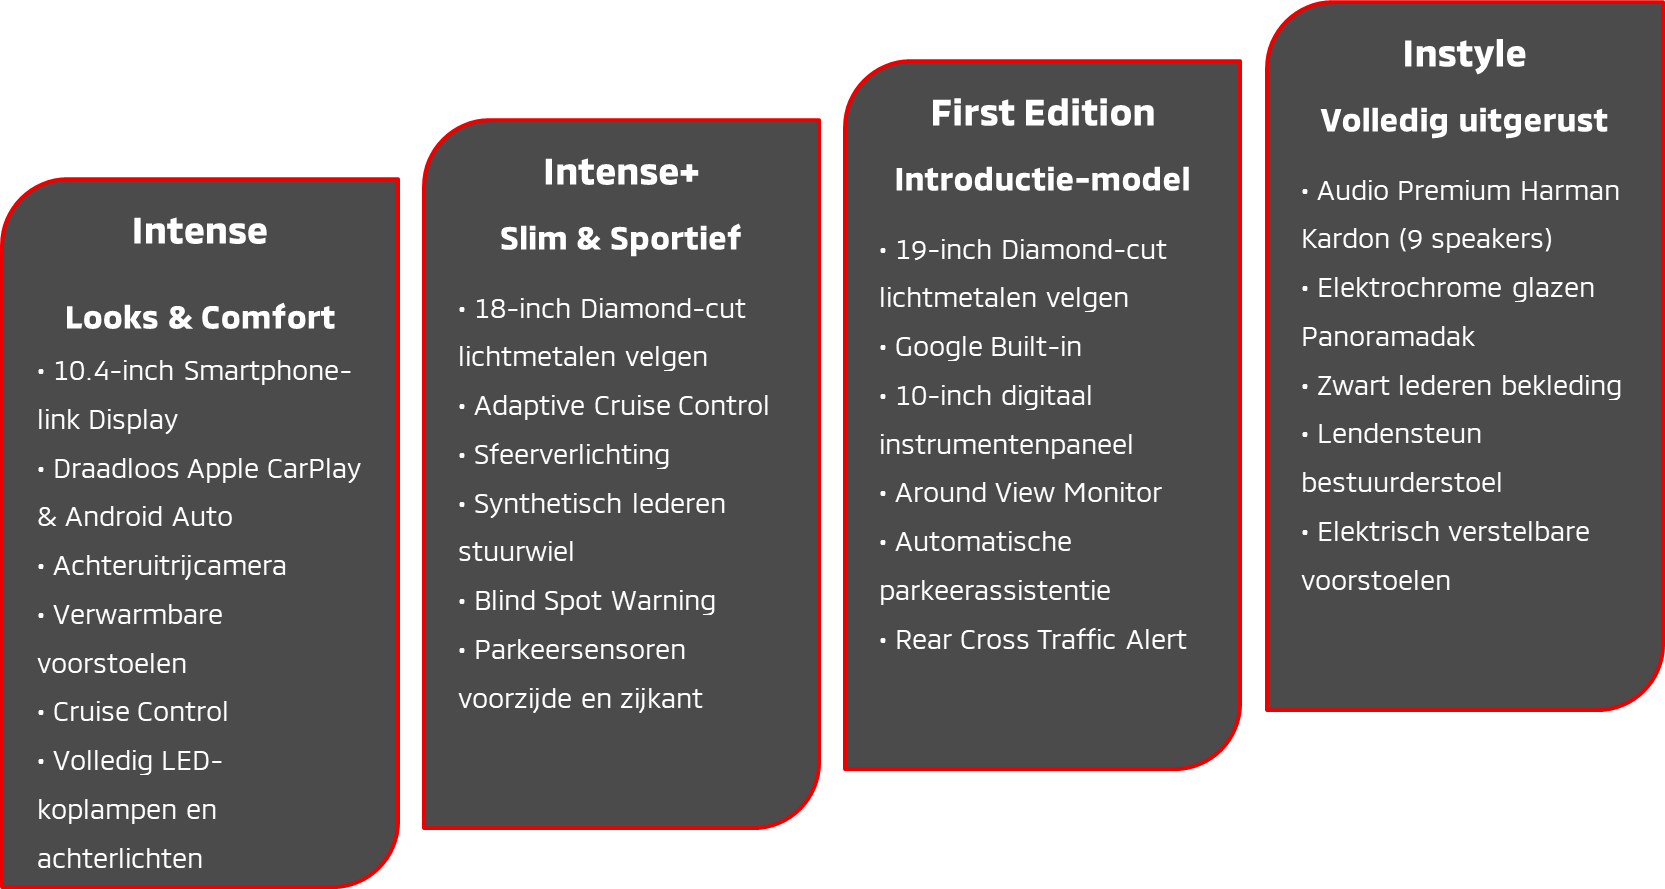 Intense
Looks & Comfort
• 10.4-inch Smartphone-
link Display
• Draadloos Apple CarPlay
& Android Auto
• Achteruitrijcamera
• Verwarmbare
voorstoelen
• Cruise Control
• Volledig LED-
koplampen en
achterlichten
Intense+
Slim & Sportief
• 18-inch Diamond-cut
lichtmetalen velgen
• Adaptive Cruise Control
• Sfeerverlichting
• Synthetisch lederen
stuurwiel
• Blind Spot Warning
• Parkeersensoren
voorzijde en zijkant
First Edition
Introductie-model
• 19-inch Diamond-cut
lichtmetalen velgen
• Google Built-in
• 10-inch digitaal
instrumentenpaneel
• Around View Monitor
• Automatische
parkeerassistentie
• Rear Cross Traffic Alert
Instyle
Volledig uitgerust
• Audio Premium Harman
Kardon (9 speakers)
• Elektrochrome glazen
Panoramadak
• Zwart lederen bekleding
• Lendensteun
bestuurderstoel
• Elektrisch verstelbare
voorstoelen